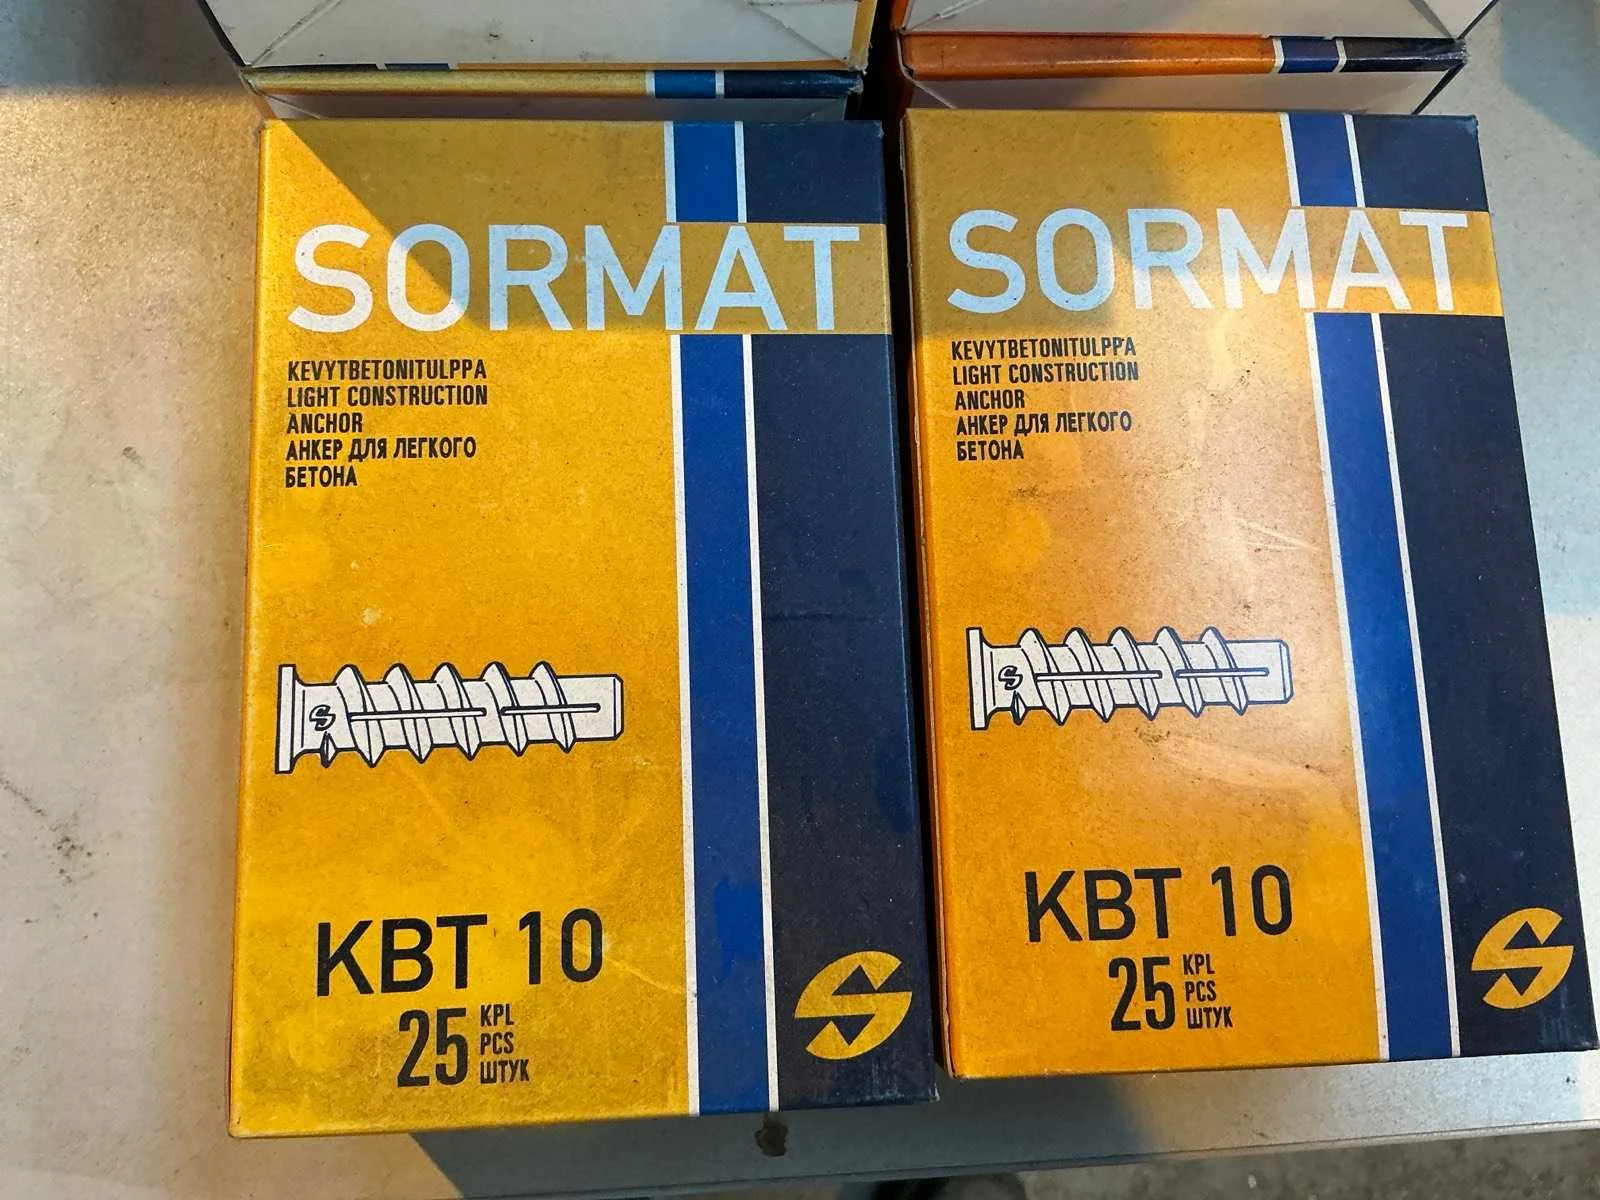 SORMAT
KEVYTBETONITULPPA
LIGHT CONSTRUCTION
ANCHOR
АНКЕР ДЛЯ ЛЕГКОГО
БЕТОНА
S
KBT 10
25 KPL
PCS
ШТУК
S
SORMAT
KEVYTBETONITULPPA
LIGHT CONSTRUCTION
ANCHOR
АНКЕР ДЛЯ ЛЕГКОГО
БЕТОНА
S
KBT 10
25 KPL
PCS
ШТУК
S